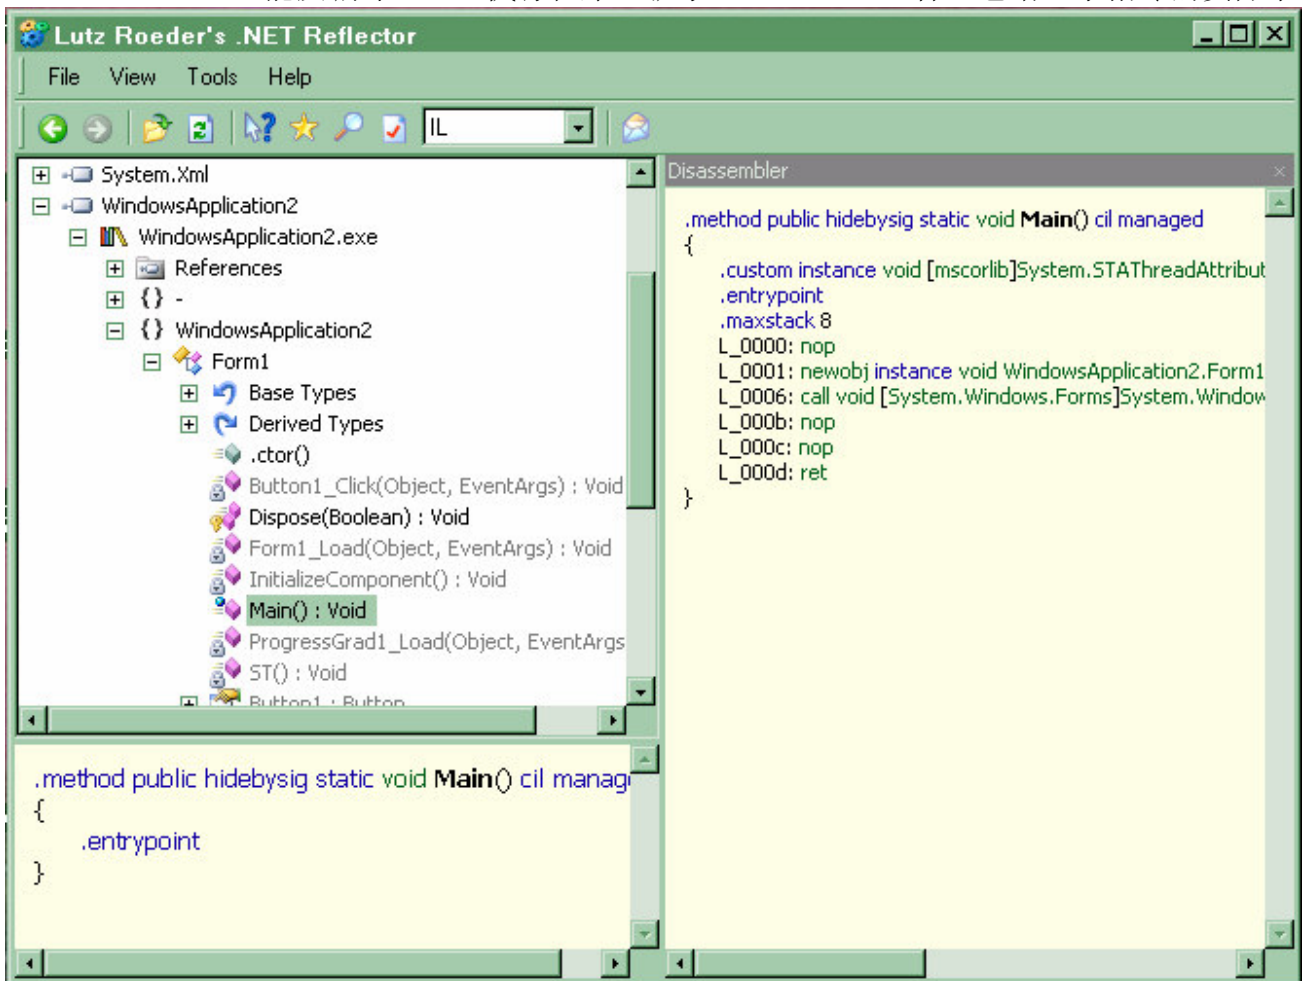 Lutz Roeder's .NET Reflector
File View Tools Help
IL
System.Xml
WindowsApplication2
WindowsApplication2.exe
References
{} -
{} WindowsApplication2
Form1
Base Types
Derived Types
.ctor()
Button1_Click(Object, EventArgs) : Void
Dispose(Boolean) : Void
Form1_Load(Object, EventArgs) : Void
InitializeComponent() : Void
Main() : Void
ProgressGrad1_Load(Object, EventArgs
ST() : Void
Button1 : Button
.method public hidebysig static void Main() cil manag
{
.entrypoint
}
Disassembler
.method public hidebysig static void Main() cil managed
{
.custom instance void [mscorlib]System.STAThreadAttribut
.entrypoint
.maxstack 8
L_0000: nop
L_0001: newobj instance void WindowsApplication2.Form1
L_0006: call void [System.Windows.Forms]System.Window
L_000b: nop
L_000c: nop
L_000d: ret
}